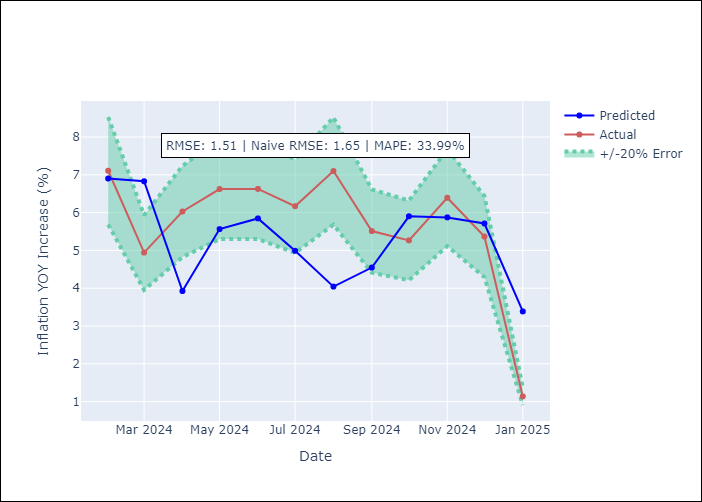 RMSE: 1.51 | Naive RMSE: 1.65 | MAPE: 33.99%
Predicted
Actual
+/-20% Error
Inflation YOY Increase (%)
8
7
6
5
4
3
2
1
Mar 2024
May 2024
Jul 2024
Sep 2024
Nov 2024
Jan 2025
Date